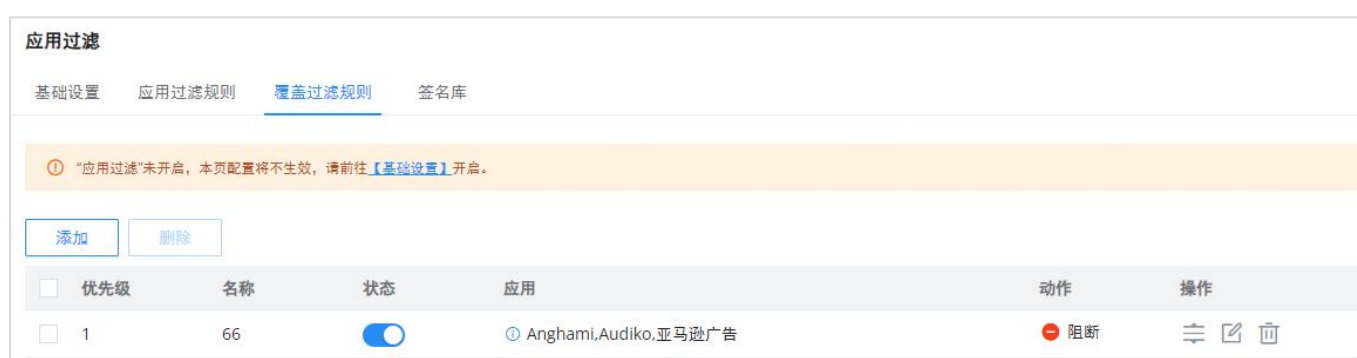 应用过滤
基础设置 应用过滤规则 覆盖过滤规则 签名库
“应用过滤”未开启，本页配置将不生效，请前往【基础设置】开启。
添加 删除
优先级 名称 状态 应用 动作 操作
1 66 Anghami,Audiko,亚马逊广告 阻断